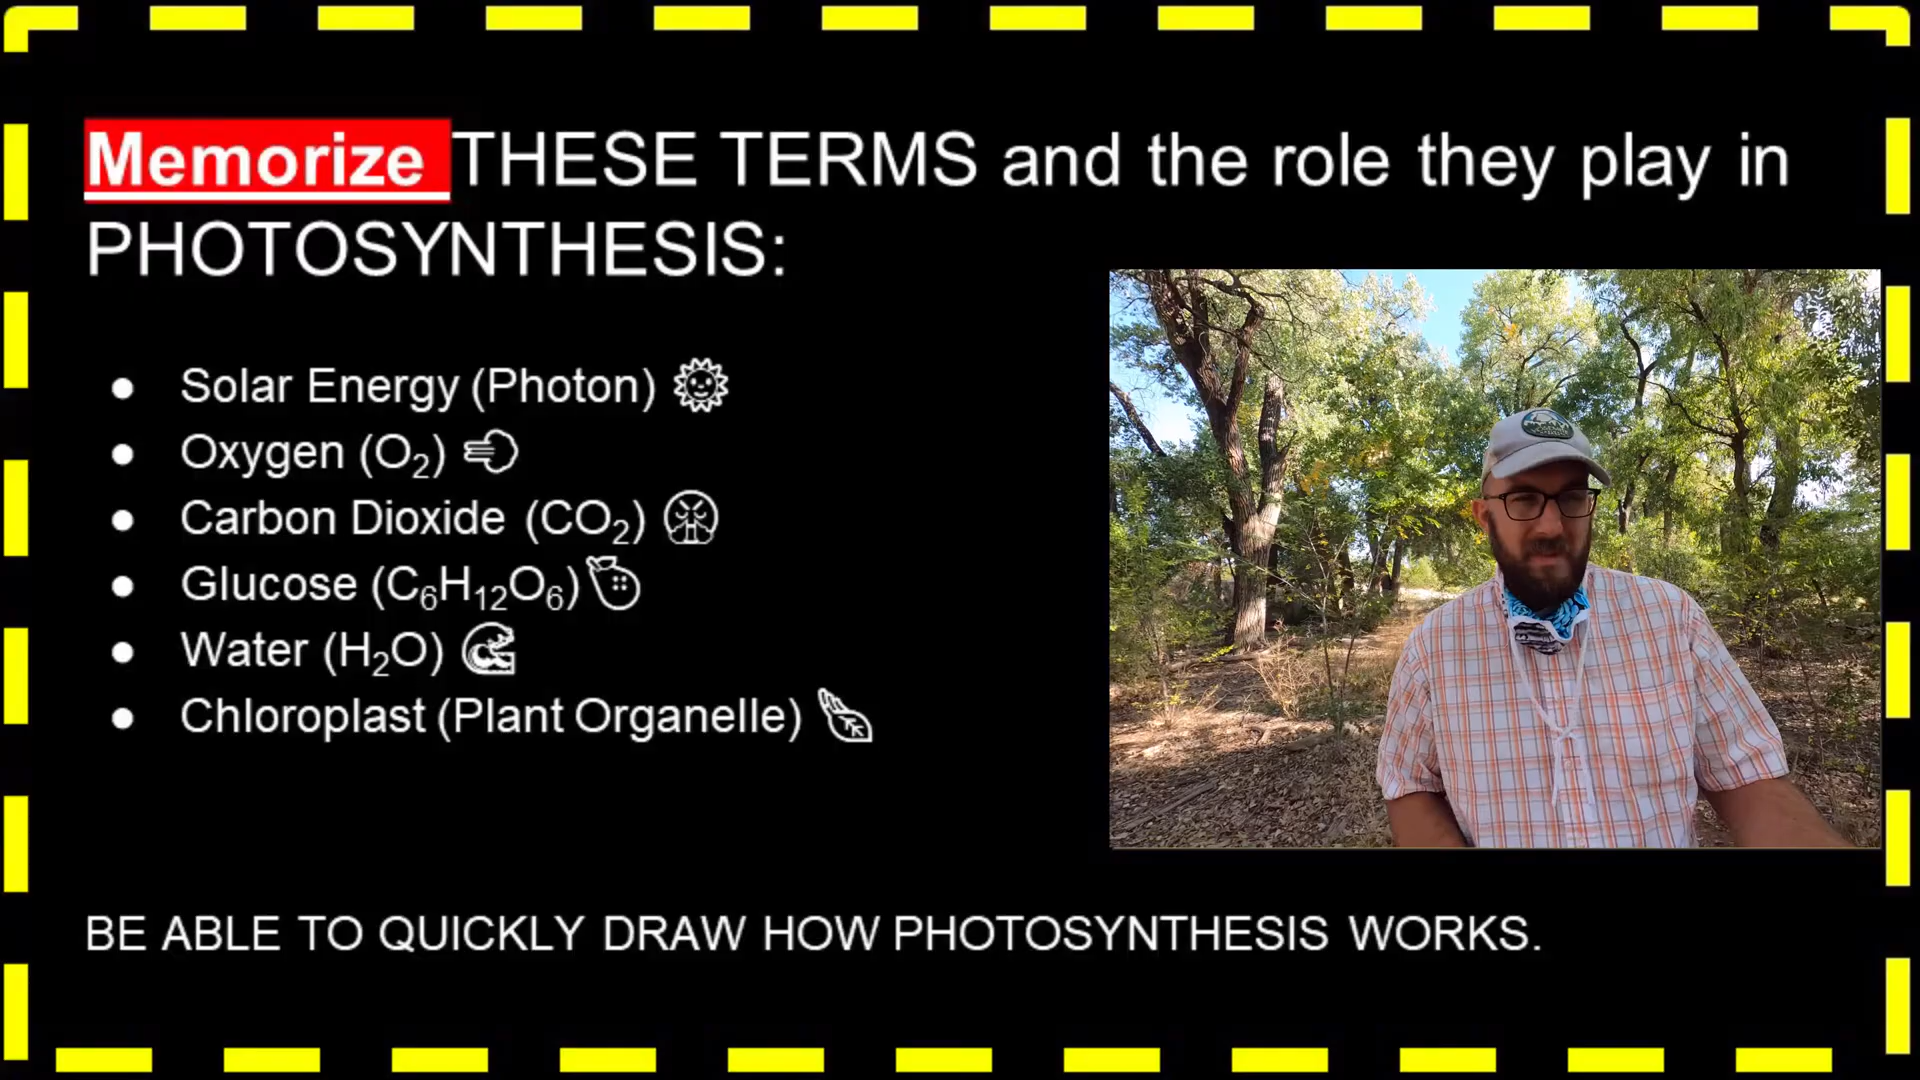 Memorize THESE TERMS and the role they play in
PHOTOSYNTHESIS:
● Solar Energy (Photon) 🌞
● Oxygen (O₂) 💨
● Carbon Dioxide (CO₂) 😤
● Glucose (C₆H₁₂O₆) 🍠
● Water (H₂O) 🌊
● Chloroplast (Plant Organelle) 🍃
BE ABLE TO QUICKLY DRAW HOW PHOTOSYNTHESIS WORKS.